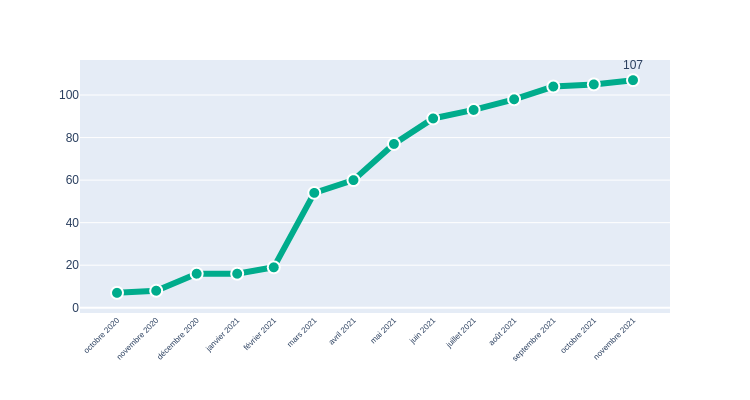 107
100
80
60
40
20
0
octobre 2020
novembre 2020
décembre 2020
janvier 2021
février 2021
mars 2021
avril 2021
mai 2021
juin 2021
juillet 2021
août 2021
septembre 2021
octobre 2021
novembre 2021